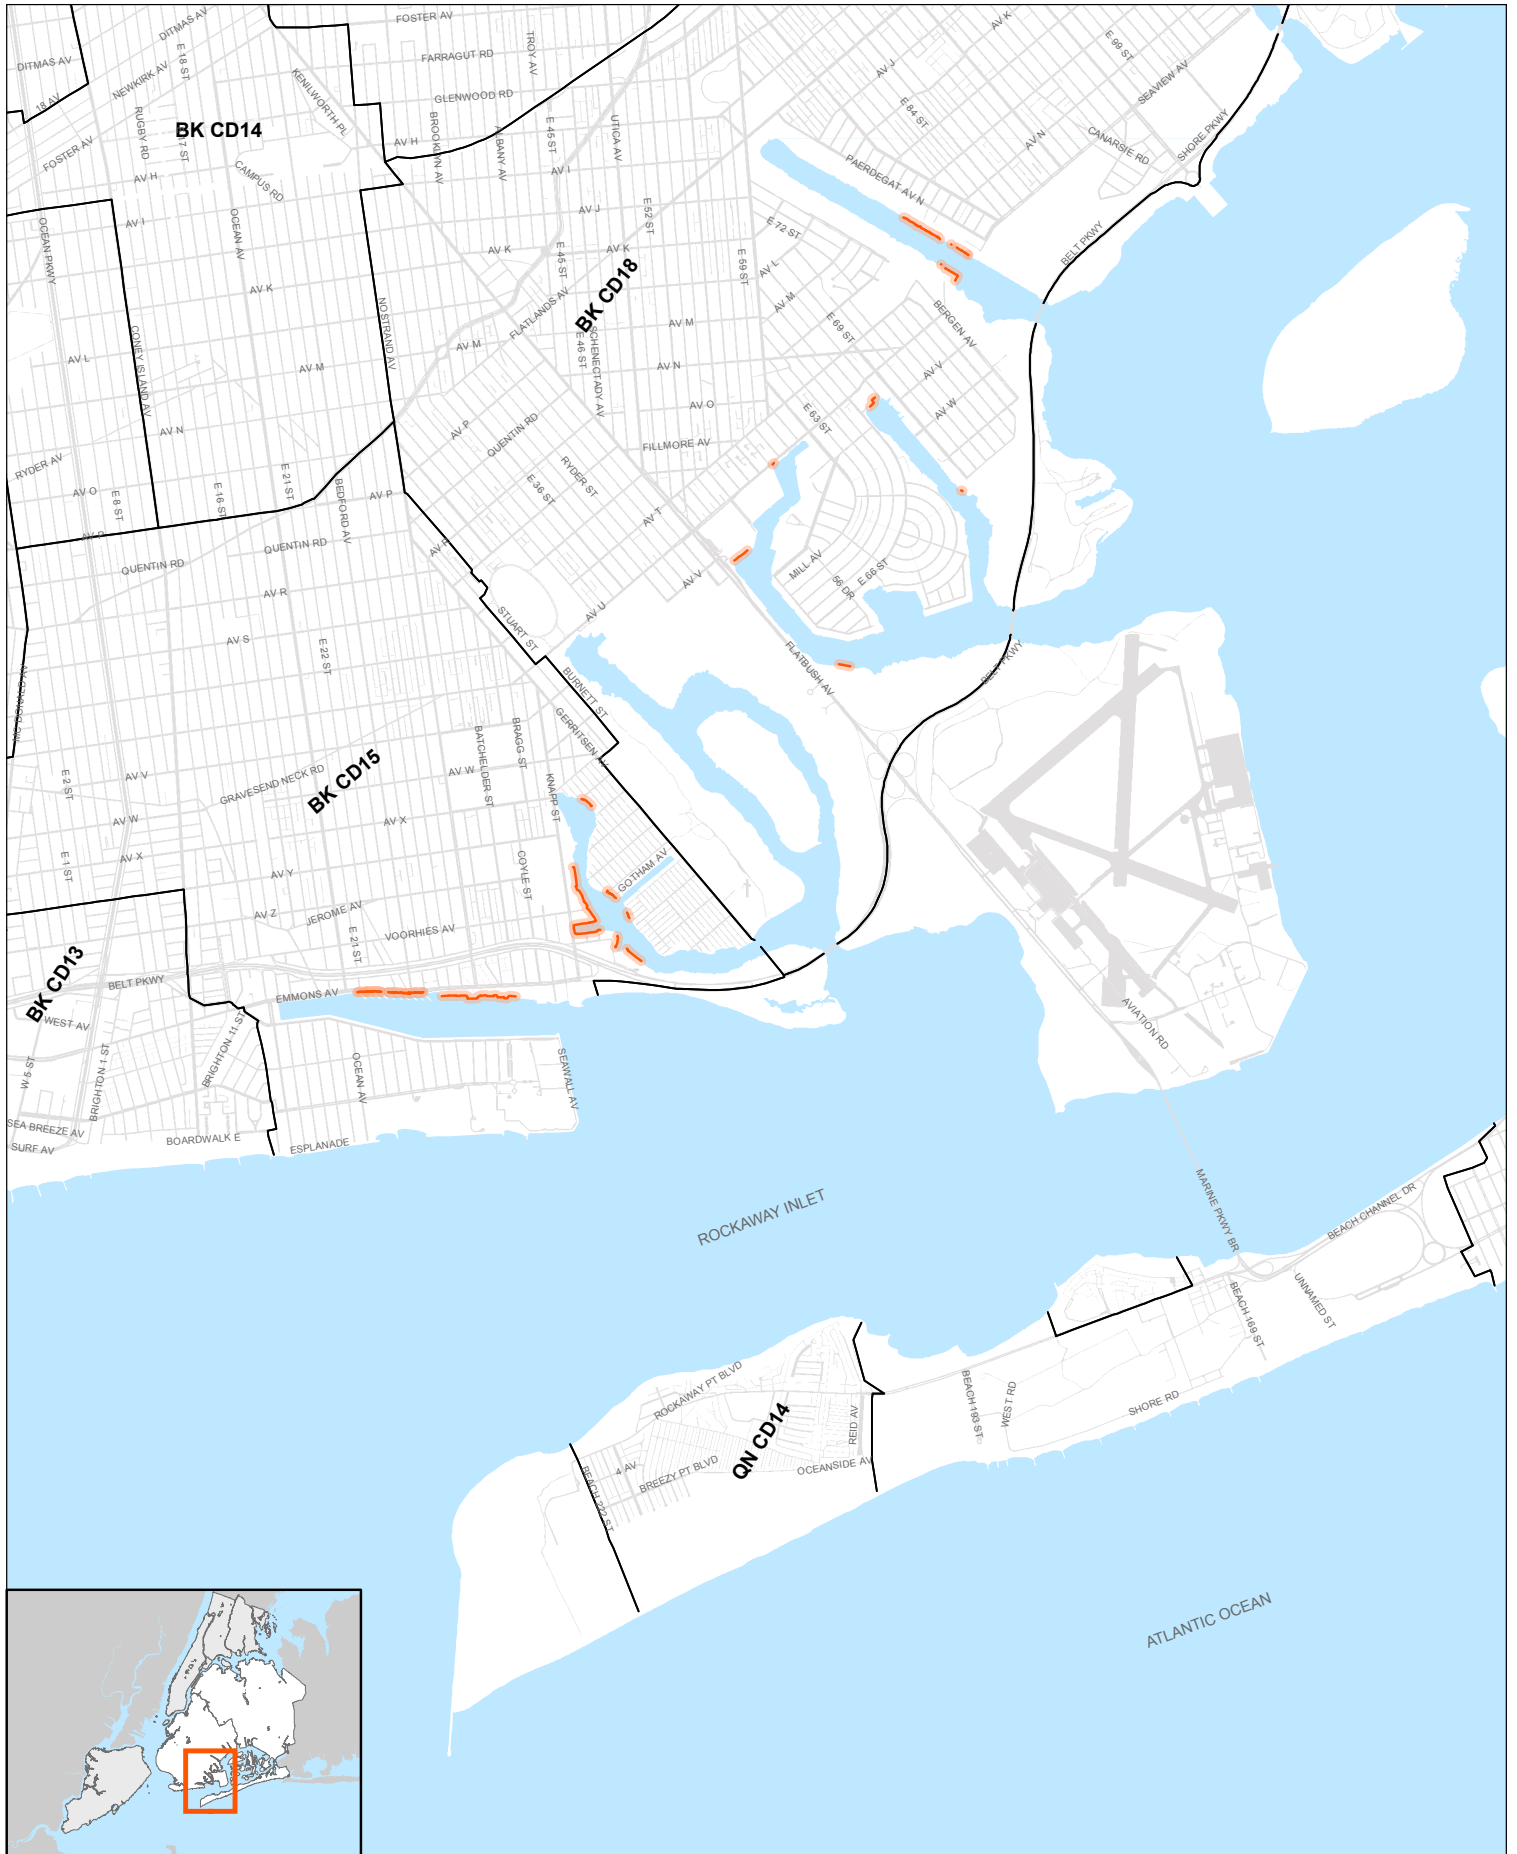 FOSTER AV
DITMAS AV
AV K
TROY AV
E 99 ST
DITMAS AV
E 18 ST
FARRAGUT RD
AV J
SEAVIEW AV
NEWKIRK AV
KENILWORTH PL
GLENWOOD RD
E 84 ST
18 AV
RUGBY RD
BK CD14
BROOKLYN AV
ALBANY AV
E 45 ST
UTICA AV
AV N
CANARSIE RD
SHORE PKWY
FOSTER AV
AV H
AV H
CAMPUS RD
AV I
PAERDEGAT AV N
AV I
OCEAN AV
AV J
E 52 ST
E 72 ST
OCEAN PKWY
AV K
E 45 ST
AV K
E 59 ST
AV L
BELT PKWY
AV K
NOSTRAND AV
FLATLANDS AV
BK CD18
AV M
BERGEN AV
CONEY ISLAND AV
AV M
E 46 ST
SCHENECTADY AV
AV M
E 69 ST
AV L
AV M
AV N
AV V
AV W
AV N
AV P
QUENTIN RD
AV O
E 63 ST
FILLMORE AV
RYDER AV
AV O
E 8 ST
E 16 ST
E 21 ST
BEDFORD AV
AV P
E 36 ST
RYDER ST
AV T
AV P
QUENTIN RD
QUENTIN RD
AV R
MILL AV
56 DR
E 66 ST
AV R
AV V
AV S
E 22 ST
STUART ST
AV U
FLATBUSH AV
BELT PKWY
MC DONALD AV
BURNETT ST
GERRITSEN AV
BRAGG ST
BATCHELDER ST
E 2 ST
AV V
GRAVESEND NECK RD
BK CD15
AV W
KNAPP ST
AV W
AV X
E 1 ST
AV X
AV Y
COYLE ST
GOTHAM AV
AV Z
JEROME AV
E 21 ST
VOORHIES AV
BK CD13
BELT PKWY
EMMONS AV
WEST AV
W 5 ST
BRIGHTON 1 ST
BRIGHTON 11 ST
OCEAN AV
SEAWALL AV
AVIATION RD
SEA BREEZE AV
SURF AV
BOARDWALK E
ESPLANADE
ROCKAWAY INLET
MARINE PKWY BR
BEACH CHANNEL DR
BEACH 169 ST
UNNAMED ST
ROCKAWAY PT BLVD
BEACH 193 ST
WEST RD
SHORE RD
QN CD14
REID AV
4 AV
BREEZY PT BLVD
OCEANSIDE AV
BEACH 222 ST
ATLANTIC OCEAN